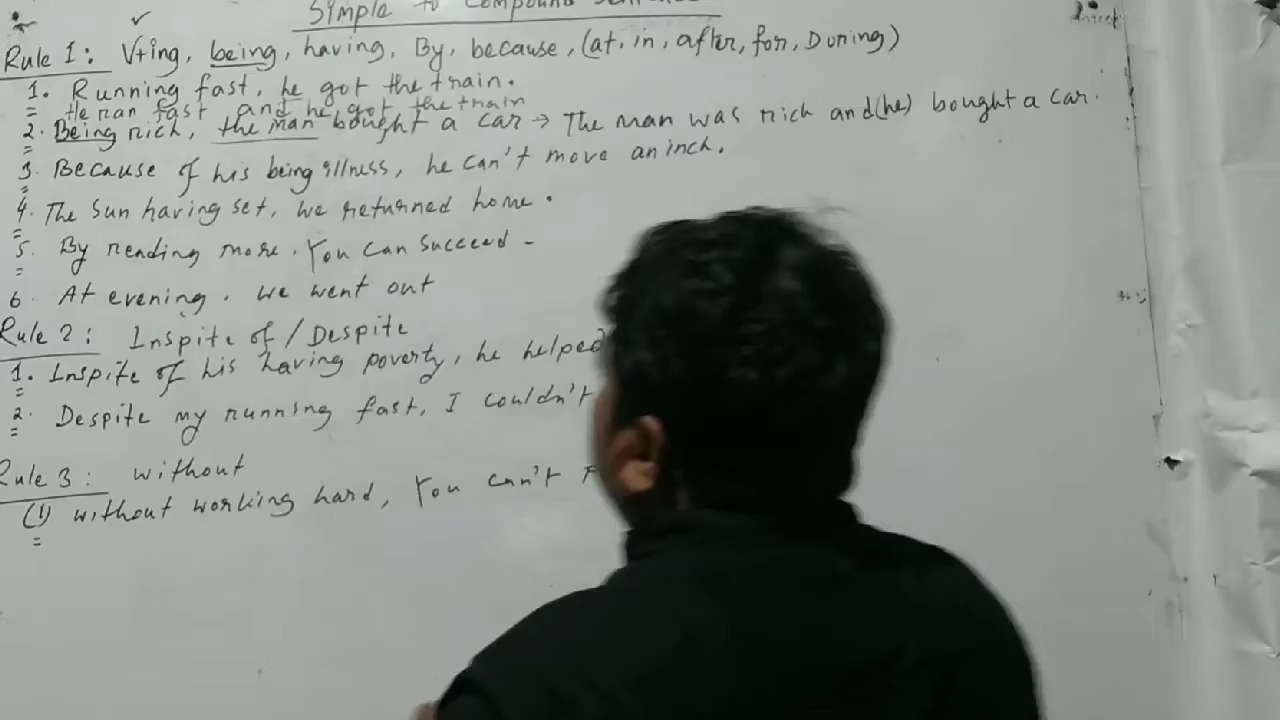 Simple to Compound Sentence
Rule 1: V+ing, being, having, By, because, (at, in, after, for, During)
1. Running fast, he got the train.
= He ran fast and he got the train
2. Being rich, the man bought a car → The man was rich and (he) bought a car.
3. Because of his being illness, he can't move an inch.
4. The Sun having set, we returned home.
5. By reading more, You can Succeed -
6. At evening, we went out
Rule 2: Inspite of / Despite
1. Inspite of his having poverty, he helped
2. Despite my running fast, I couldn't
Rule 3: without
(1) without working hard, You can't